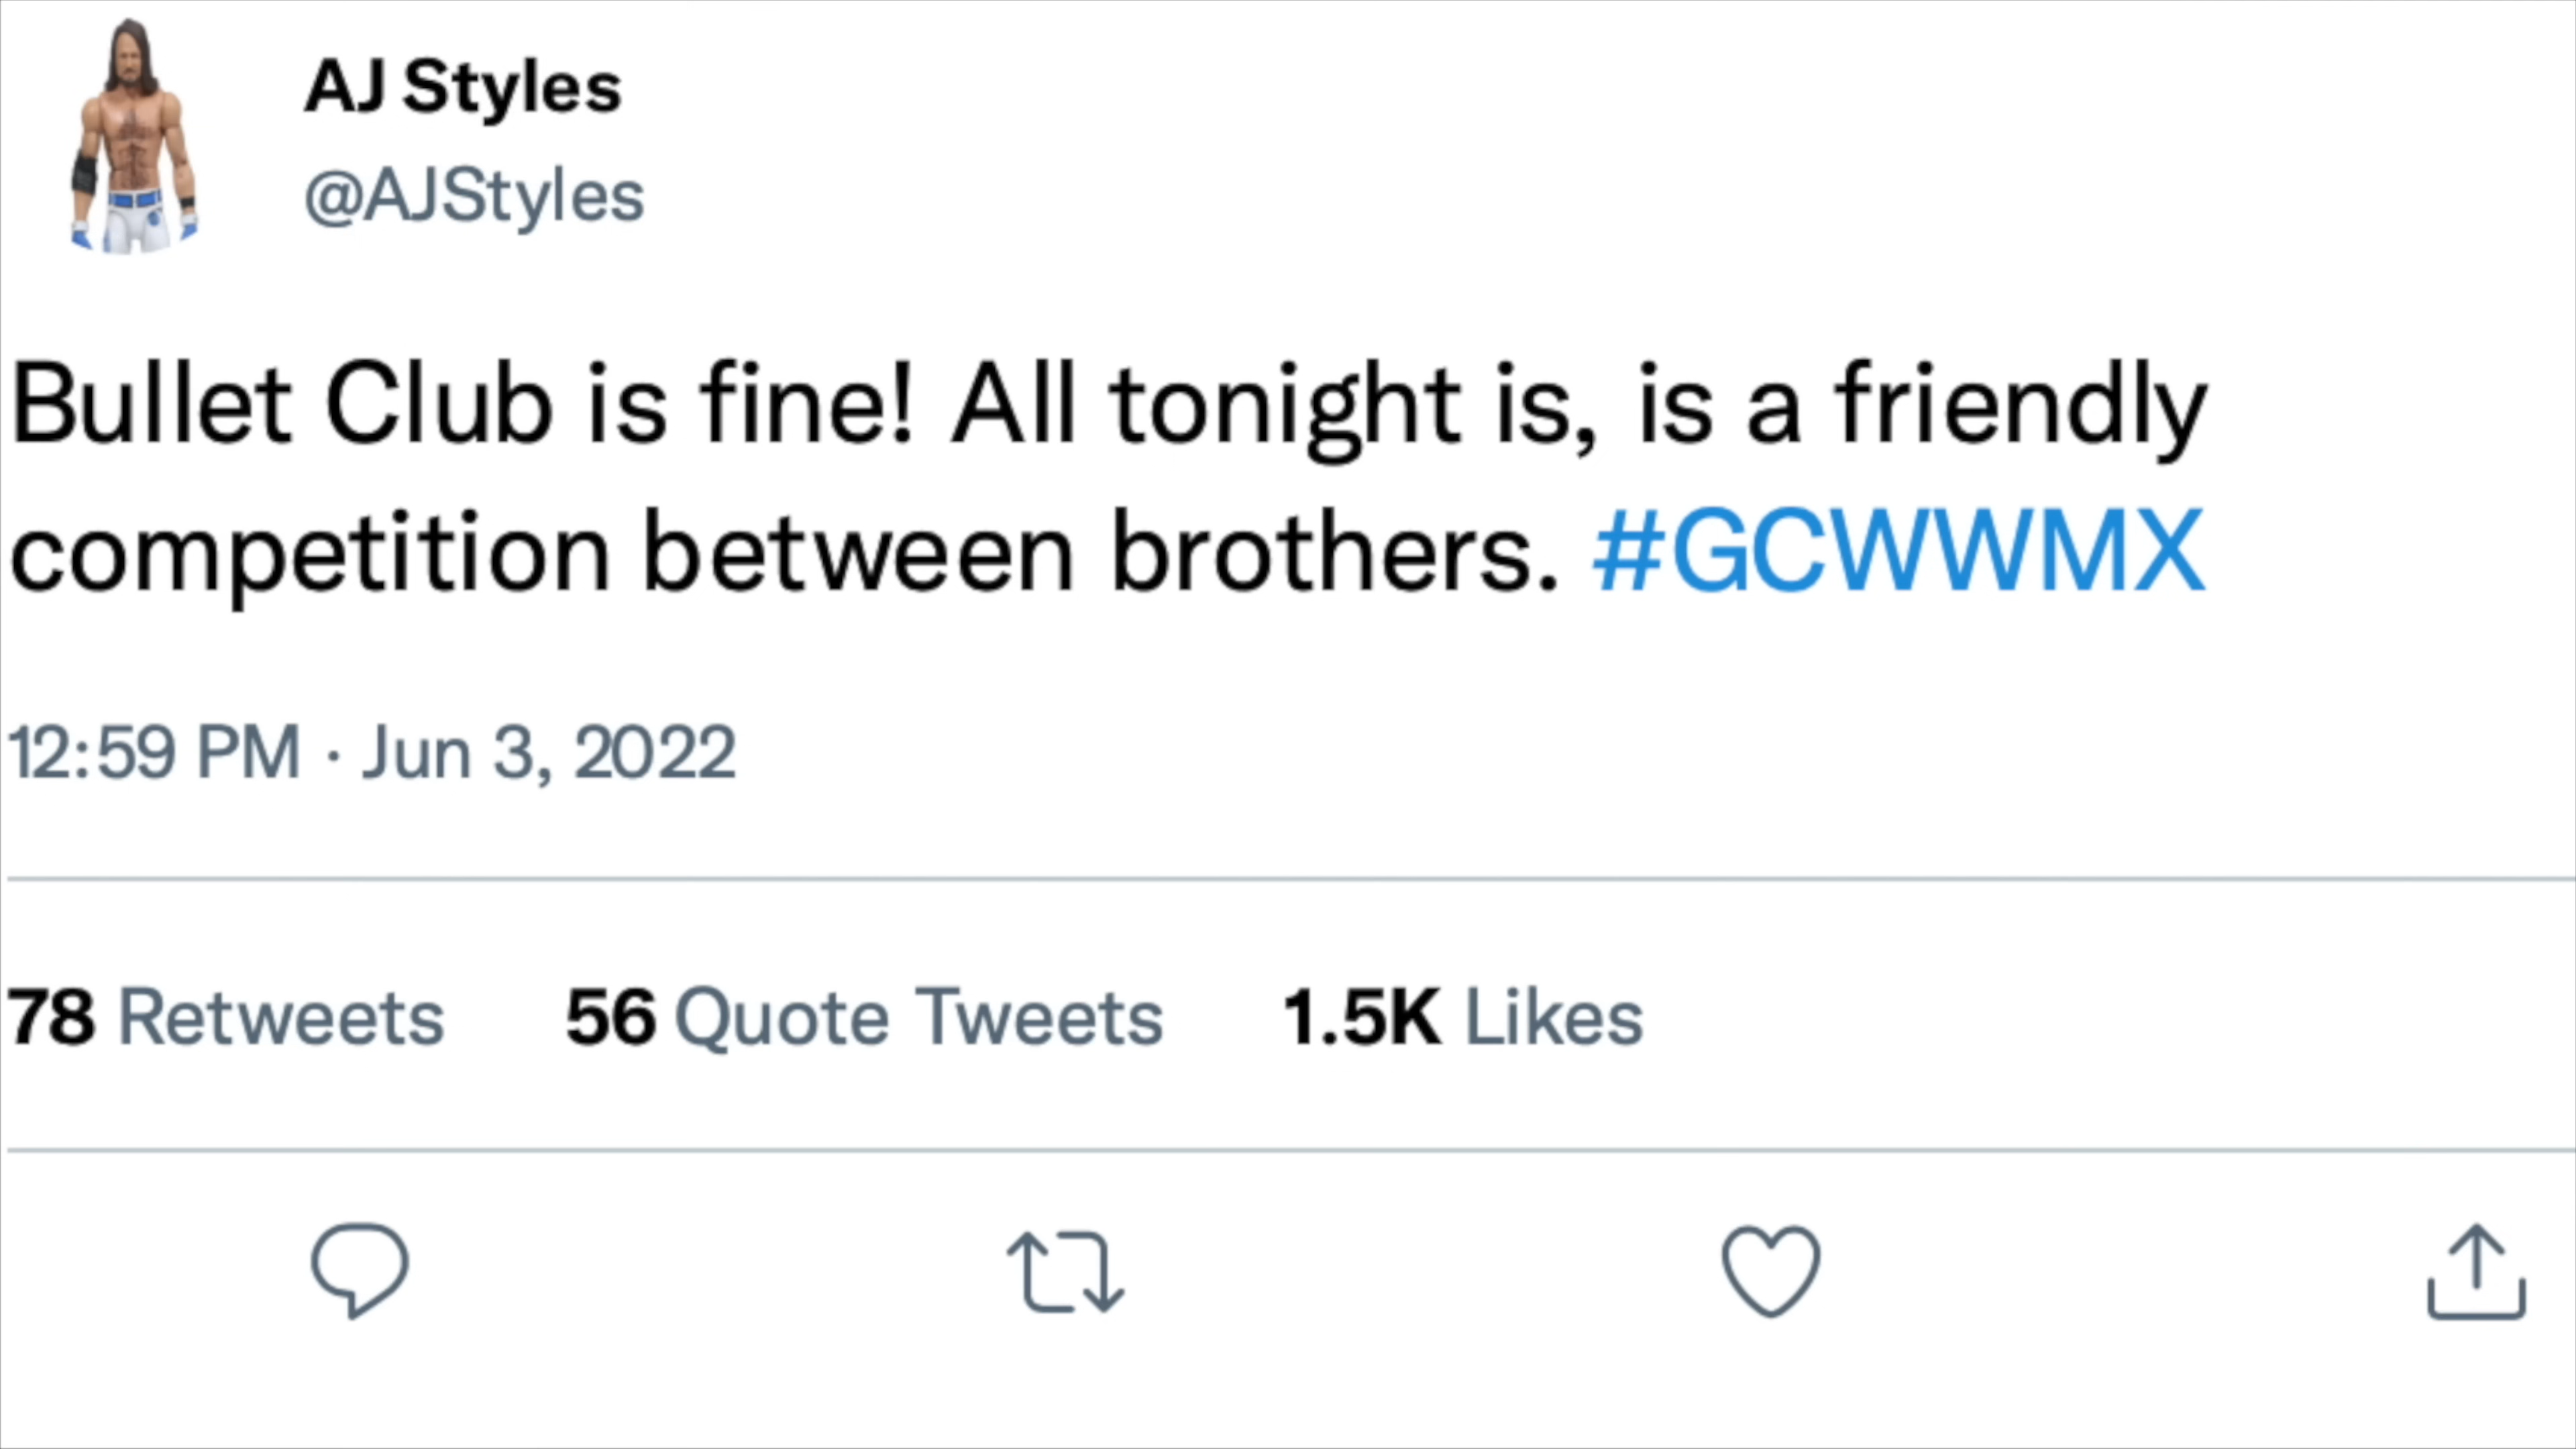 AJ Styles
@AJStyles
Bullet Club is fine! All tonight is, is a friendly
competition between brothers. #GCWWMX
12:59 PM · Jun 3, 2022
78 Retweets 56 Quote Tweets 1.5K Likes